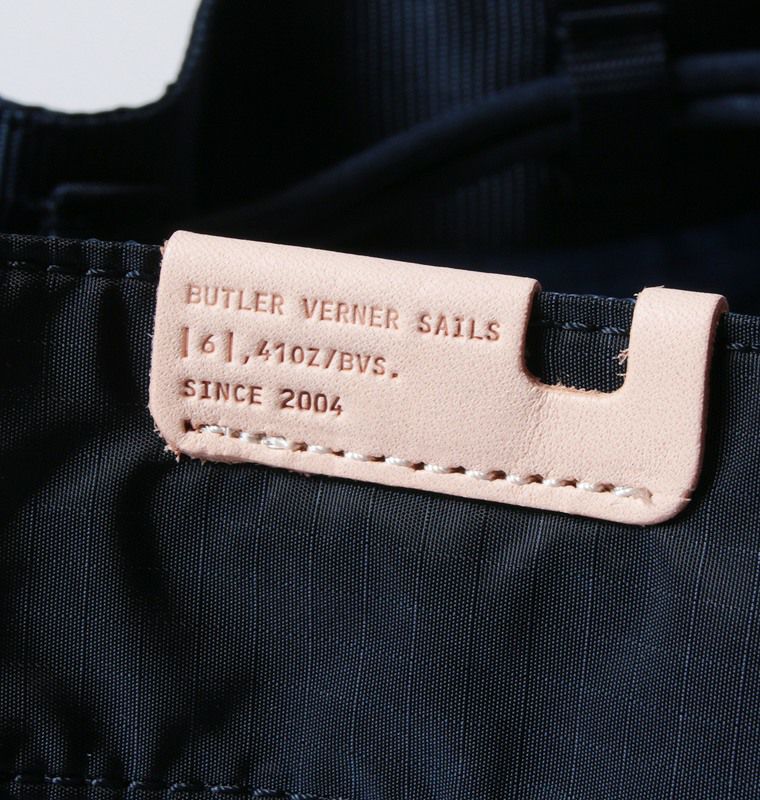 BUTLER VERNER SAILS
|6|,41OZ/BVS.
SINCE 2004